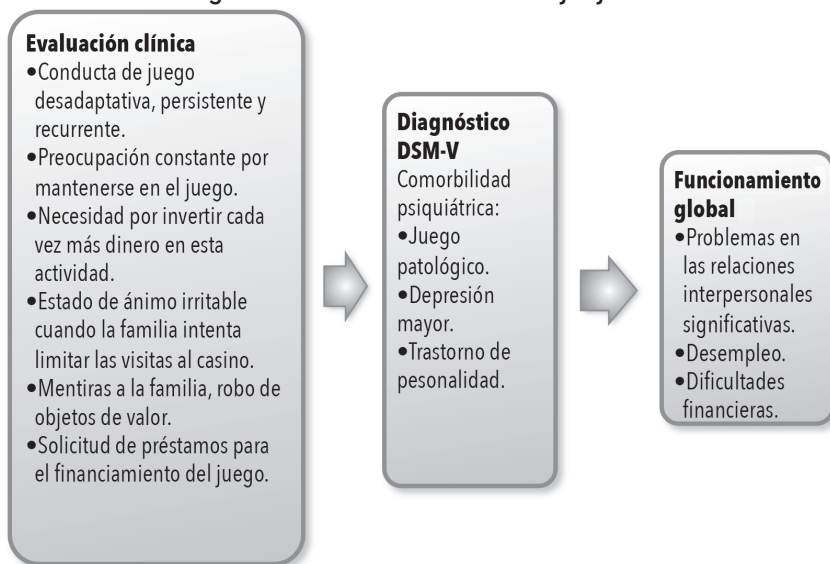 Evaluación clínica
•Conducta de juego
desadaptativa, persistente y
recurrente.
•Preocupación constante por
mantenerse en el juego.
•Necesidad por invertir cada
vez más dinero en esta
actividad.
•Estado de ánimo irritable
cuando la familia intenta
limitar las visitas al casino.
•Mentiras a la familia, robo de
objetos de valor.
•Solicitud de préstamos para
el financiamiento del juego.
Diagnóstico
DSM-V
Comorbilidad
psiquiátrica:
•Juego
patológico.
•Depresión
mayor.
•Trastorno de
pesonalidad.
Funcionamiento
global
•Problemas en
las relaciones
interpersonales
significativas.
•Desempleo.
•Dificultades
financieras.